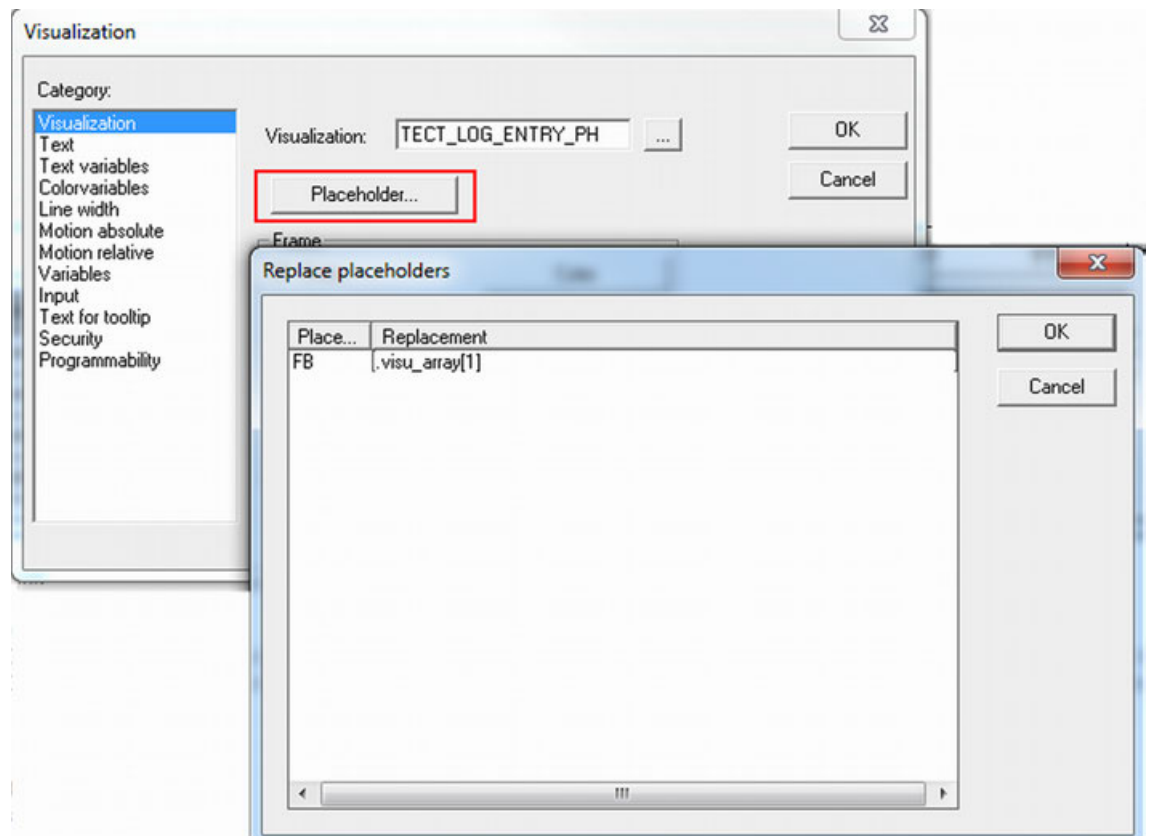 Visualization
Category:
Visualization
Text
Text variables
Colorvariables
Line width
Motion absolute
Motion relative
Variables
Input
Text for tooltip
Security
Programmability
Visualization: TECT_LOG_ENTRY_PH ...
Placeholder...
Frame
OK
Cancel
Replace placeholders
Place... Replacement
FB .visu_array[1]
OK
Cancel